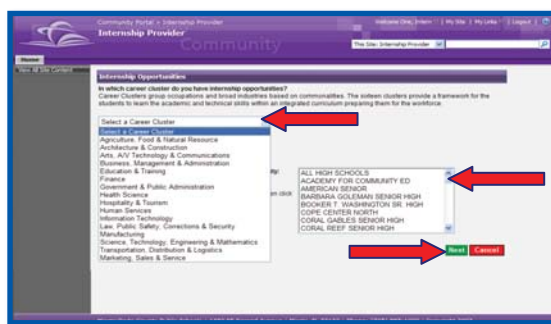 Community Portal > Internship Provider
Welcome One, Intern | My Site | My Links | Logout |
Internship Provider
Community
This Site: Internship Provider
Home
View All Site Content
Internship Opportunities
In which career cluster do you have internship opportunities?
Career Clusters group occupations and broad industries based on commonalities. The sixteen clusters provide a framework for the
students to learn the academic and technical skills within an integrated curriculum preparing them for the workforce.
Select a Career Cluster
Select a Career Cluster
Agriculture, Food & Natural Resource
Architecture & Construction
Arts, A/V Technology & Communications
Business, Management & Administration
Education & Training
Finance
Government & Public Administration
Health Science
Hospitality & Tourism
Human Services
Information Technology
Law, Public Safety, Corrections & Security
Manufacturing
Science, Technology, Engineering & Mathematics
Transportation, Distribution & Logistics
Marketing, Sales & Service
click
ALL HIGH SCHOOLS
ACADEMY FOR COMMUNITY ED
AMERICAN SENIOR
BARBARA GOLEMAN SENIOR HIGH
BOOKER T. WASHINGTON SR. HIGH
COPE CENTER NORTH
CORAL GABLES SENIOR HIGH
CORAL REEF SENIOR HIGH
Next Cancel